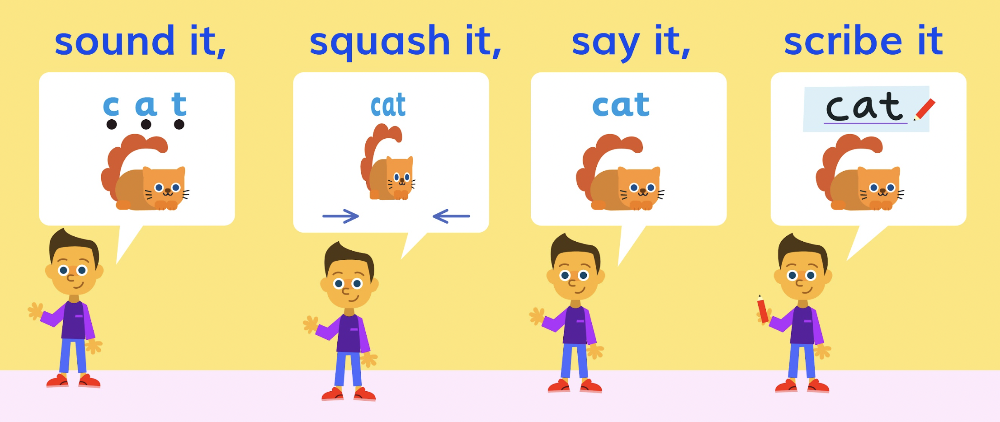 sound it,
c a t
squash it,
cat
say it,
cat
scribe it
cat